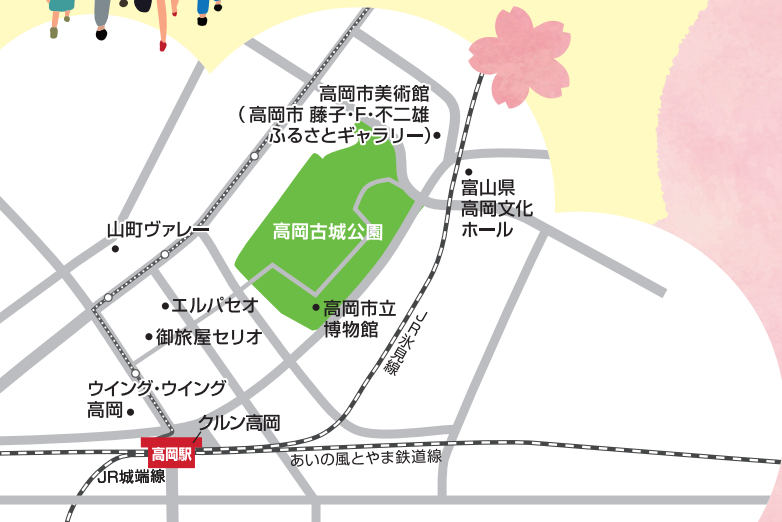 高岡市美術館
（高岡市 藤子・F・不二雄
ふるさとギャラリー）
富山県
高岡文化
ホール
山町ヴァレー
高岡古城公園
エルパセオ
高岡市立
博物館
御旅屋セリオ
JR氷見線
ウイング・ウイング
高岡
クルン高岡
高岡駅
あいの風とやま鉄道線
JR城端線